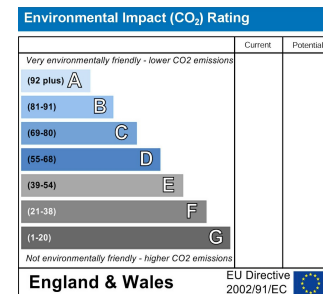 Environmental Impact (CO₂) Rating
Current Potential
Very environmentally friendly - lower CO2 emissions
(92 plus) A
(81-91) B
(69-80) C
(55-68) D
(39-54) E
(21-38) F
(1-20) G
Not environmentally friendly - higher CO2 emissions
England & Wales
EU Directive
2002/91/EC